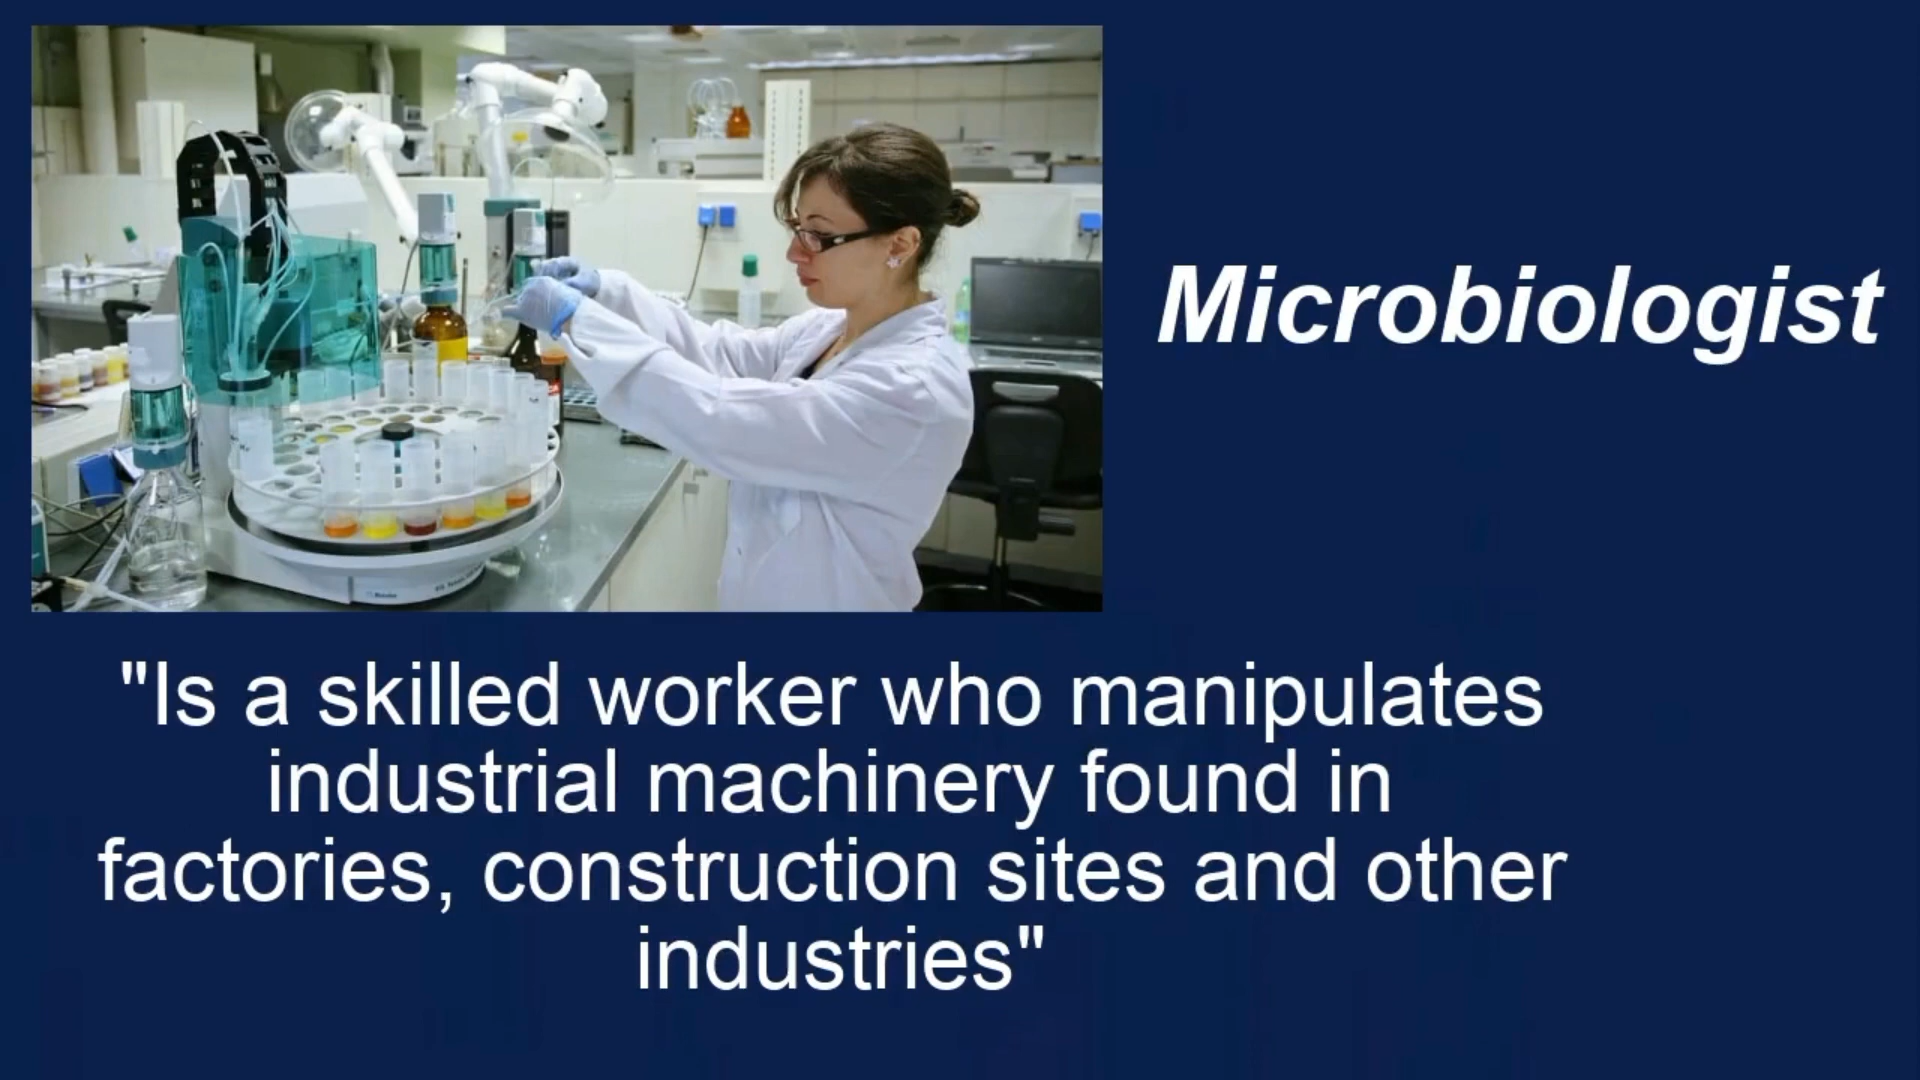 Microbiologist
"Is a skilled worker who manipulates
industrial machinery found in
factories, construction sites and other
industries"